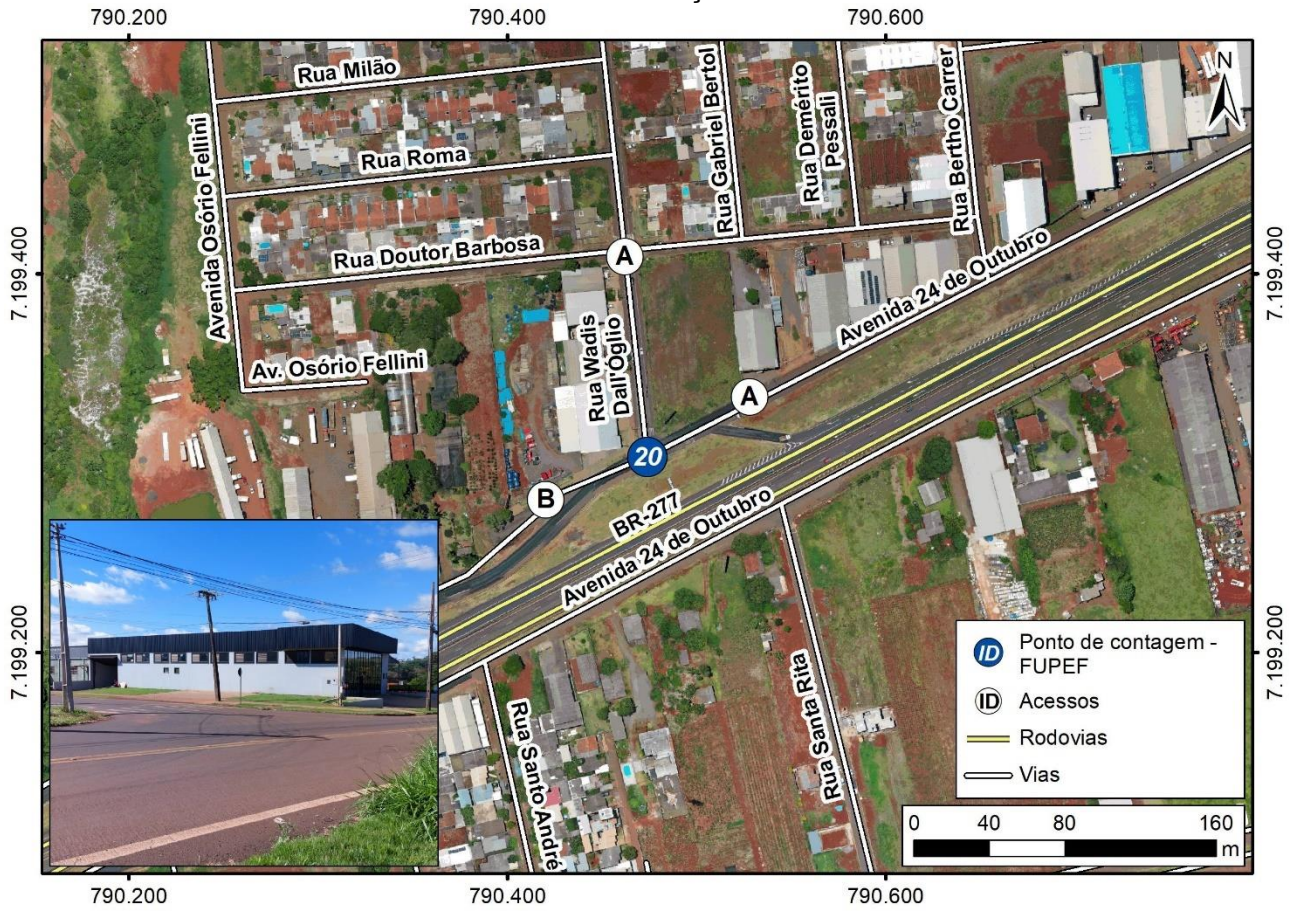 790.200
790.400
790.600
7.199.400
7.199.200
7.199.400
7.199.200
N
Rua Milão
Rua Roma
Rua Doutor Barbosa
Avenida Osório Fellini
Av. Osório Fellini
Rua Gabriel Bertol
Rua Demérito
Pessali
Rua Bertho Carrer
Avenida 24 de Outubro
A
Rua Wadis
Dall'Óglio
A
20
B
BR-277
Avenida 24 de Outubro
Rua Santo André
Rua Santa Rita
ID Ponto de contagem -
FUPEF
ID Acessos
Rodovias
Vias
0 40 80 160
m
790.200
790.400
790.600